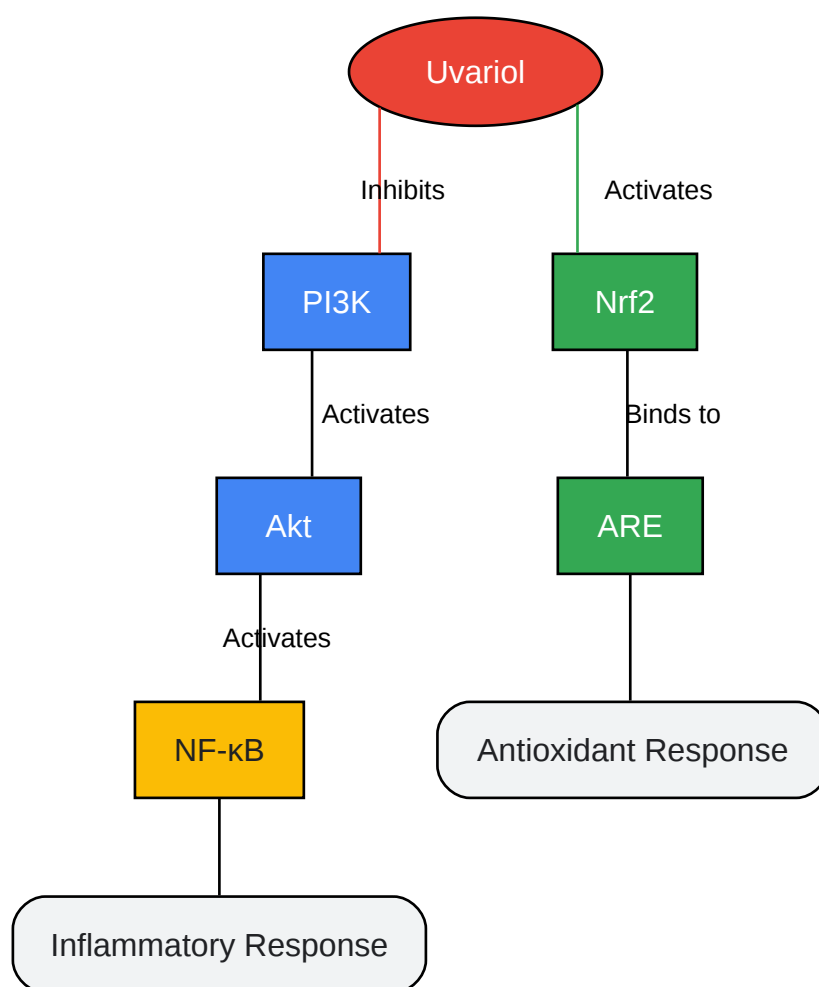 Uvariol
Inhibits
Activates
PI3K
Nrf2
Activates
Binds to
Akt
ARE
Activates
NF-κB
Antioxidant Response
Inflammatory Response